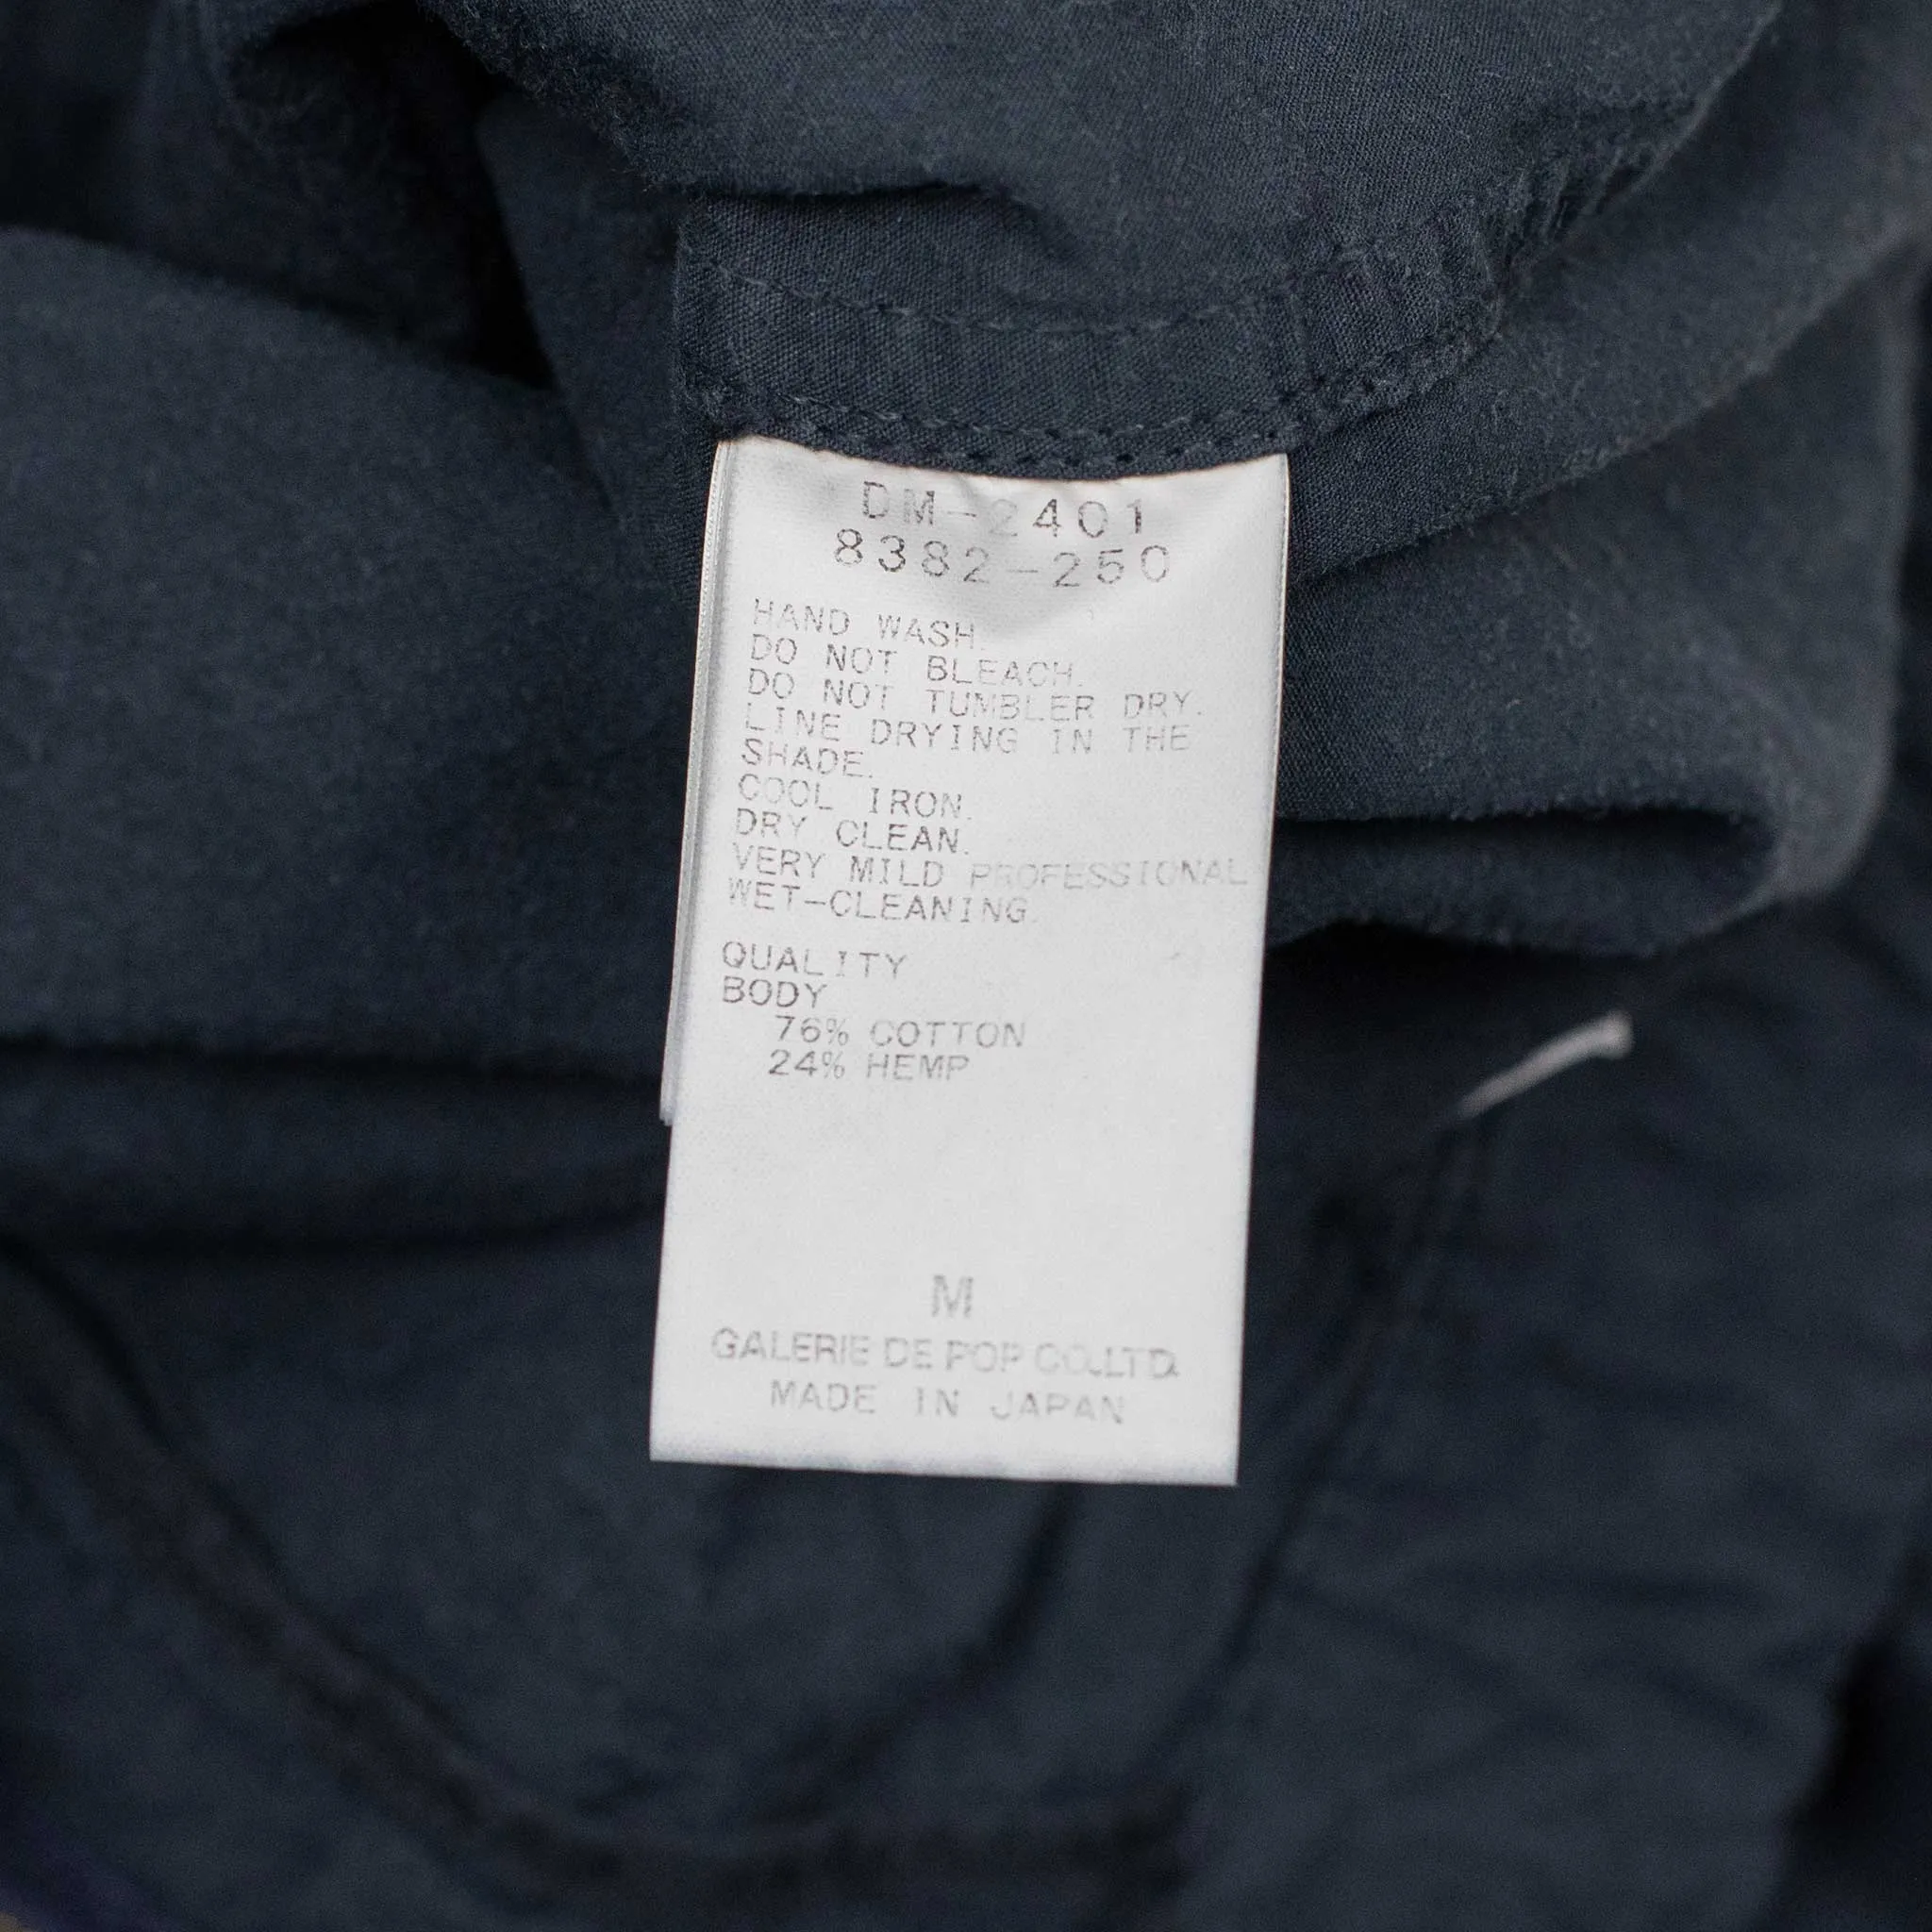 DM-2401
8382-250
HAND WASH.
DO NOT BLEACH.
DO NOT TUMBLER DRY.
LINE DRYING IN THE
SHADE.
COOL IRON.
DRY CLEAN.
VERY MILD PROFESSIONAL
WET-CLEANING.
QUALITY
BODY
76% COTTON
24% HEMP
M
GALERIE DE POP CO.LTD.
MADE IN JAPAN